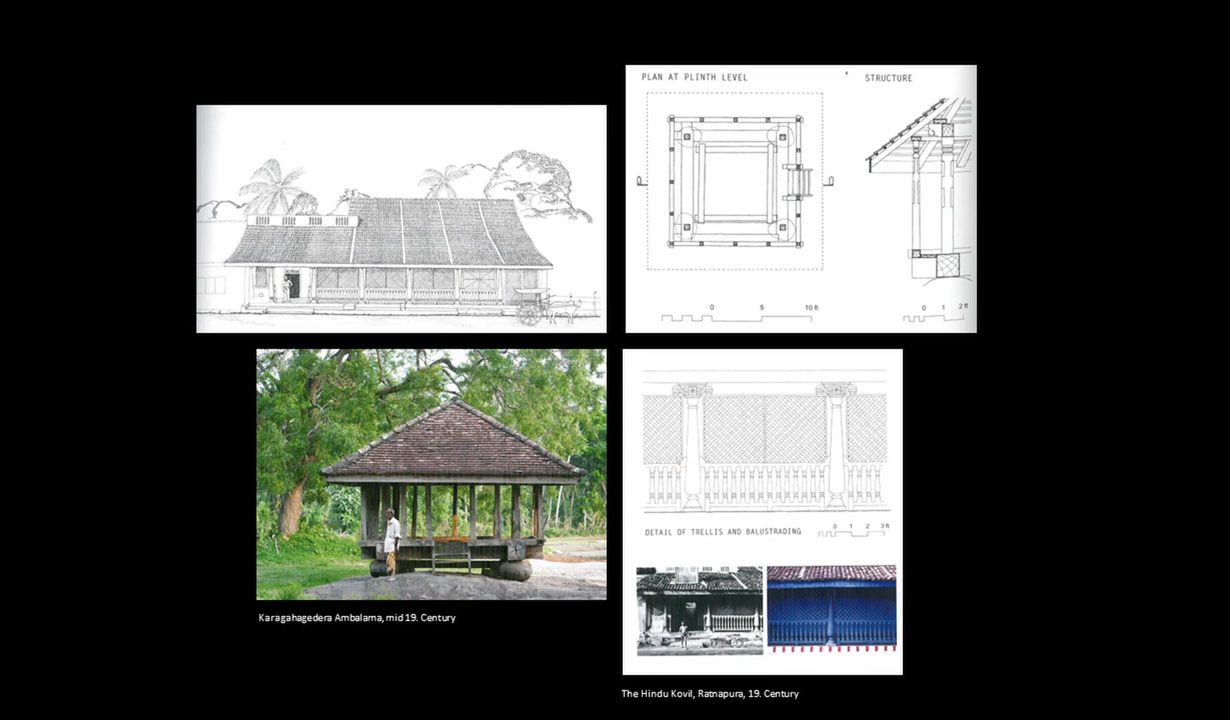 PLAN AT PLINTH LEVEL
STRUCTURE
0 5 10 ft
0 1 2 ft
Karagahagedera Ambalama, mid 19. Century
DETAIL OF TRELLIS AND BALUSTRADING
0 1 2 3 ft
The Hindu Kovil, Ratnapura, 19. Century